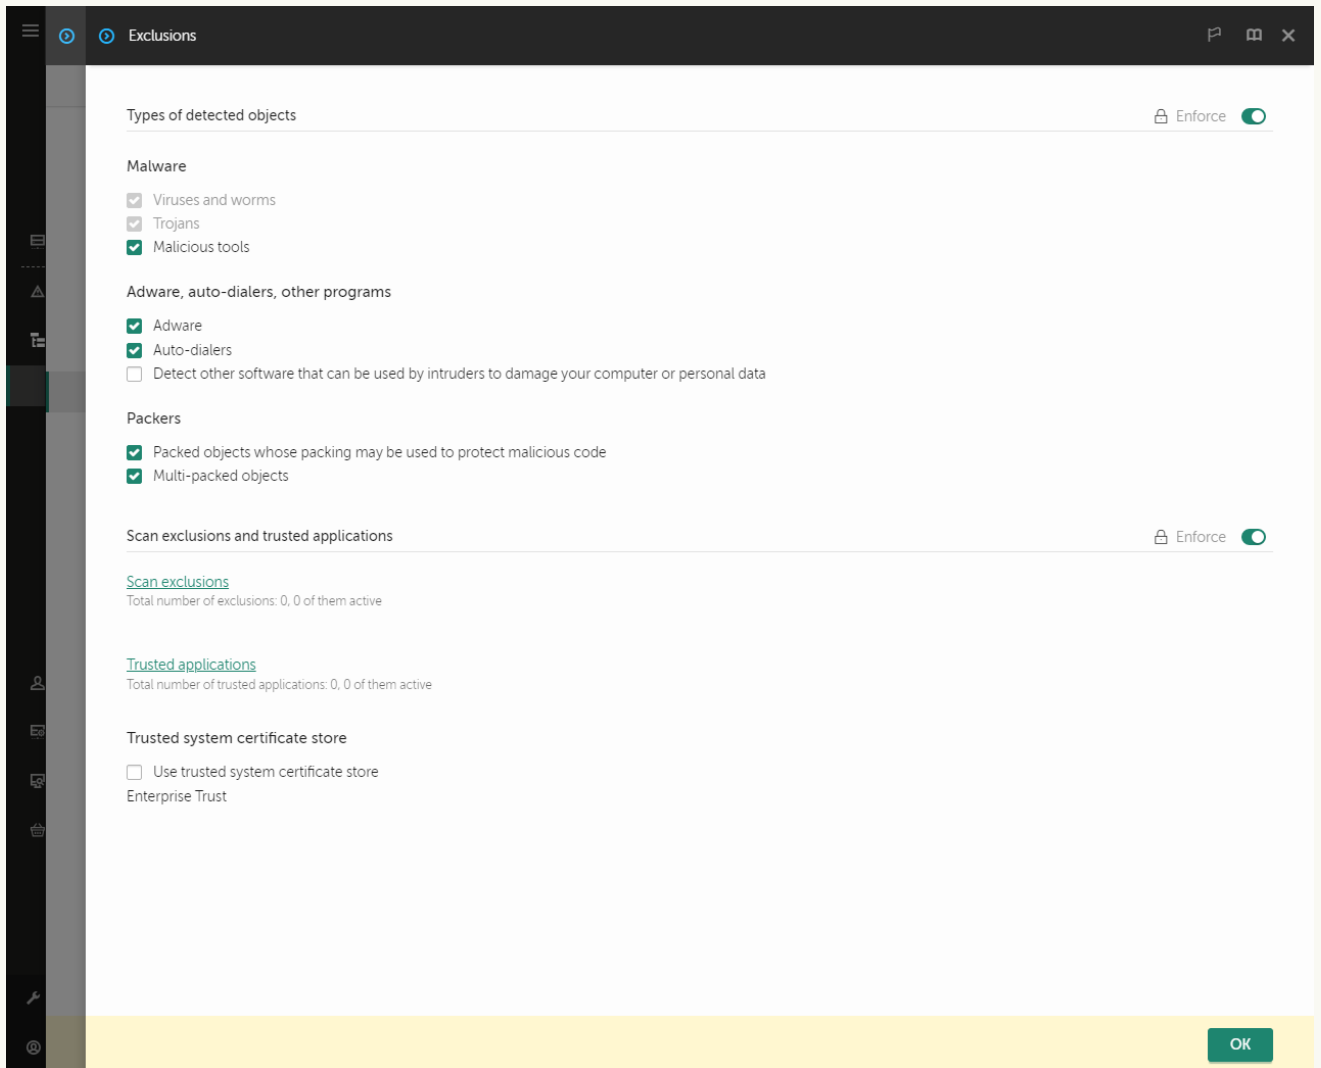 Exclusions
Types of detected objects
Enforce
Malware
Viruses and worms
Trojans
Malicious tools
Adware, auto-dialers, other programs
Adware
Auto-dialers
Detect other software that can be used by intruders to damage your computer or personal data
Packers
Packed objects whose packing may be used to protect malicious code
Multi-packed objects
Scan exclusions and trusted applications
Enforce
Scan exclusions
Total number of exclusions: 0, 0 of them active
Trusted applications
Total number of trusted applications: 0, 0 of them active
Trusted system certificate store
Use trusted system certificate store
Enterprise Trust
OK